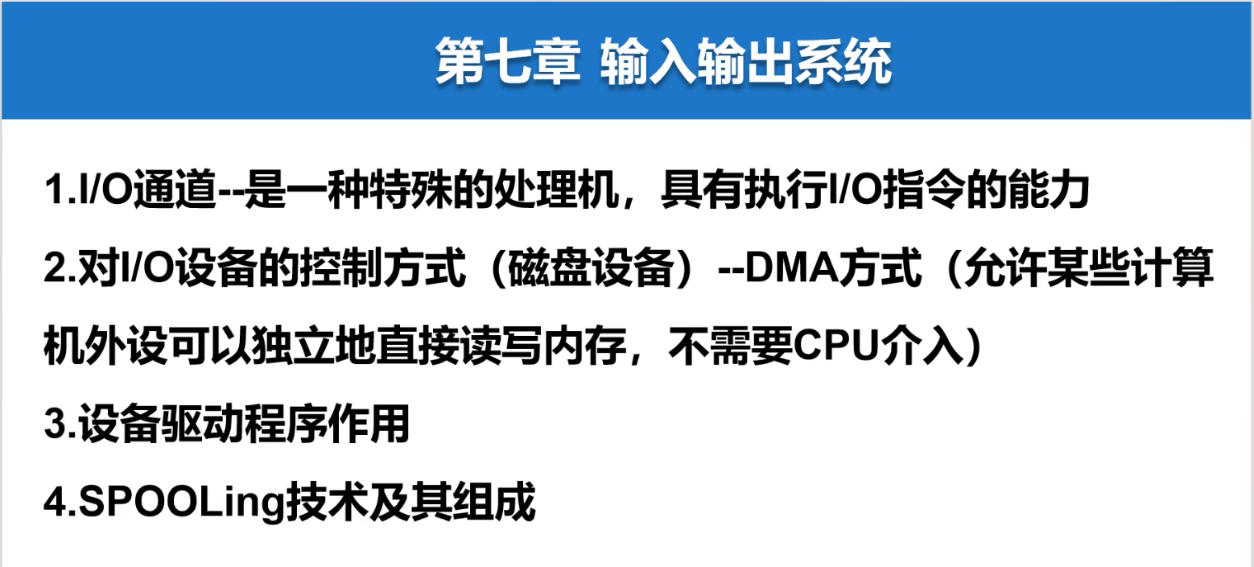 第七章 输入输出系统
1.I/O通道--是一种特殊的处理机，具有执行I/O指令的能力
2.对I/O设备的控制方式（磁盘设备）--DMA方式（允许某些计算
机外设可以独立地直接读写内存，不需要CPU介入）
3.设备驱动程序作用
4.SPOOLing技术及其组成